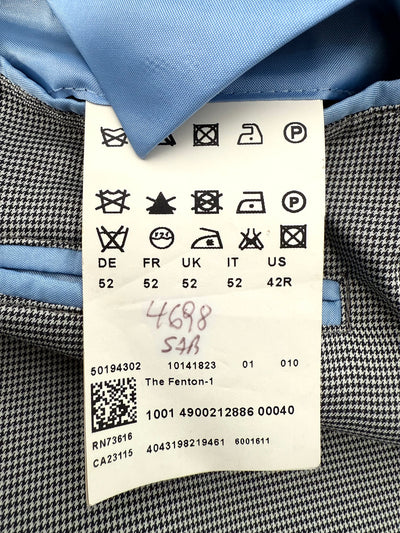 P
P
DE FR UK IT US
52 52 52 52 42R
4698
SAB
50194302 10141823 01 010
The Fenton-1
1001 4900212886 00040
RN73616
CA23115 4043198219461 6001611